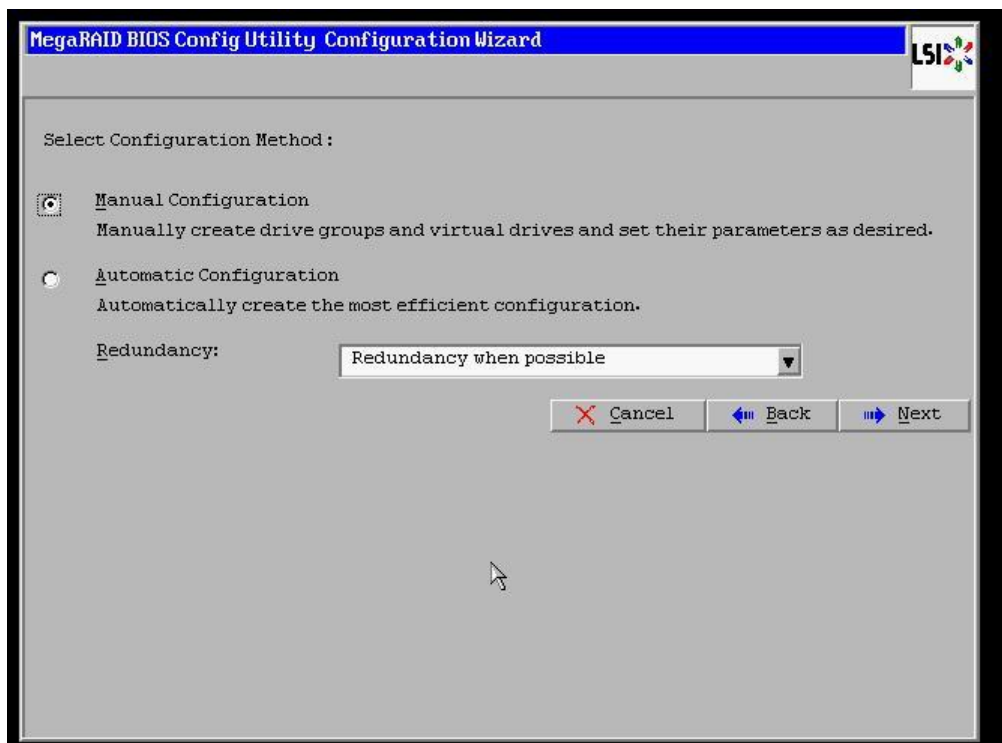 MegaRAID BIOS Config Utility Configuration Wizard
LSI
Select Configuration Method:
Manual Configuration
Manually create drive groups and virtual drives and set their parameters as desired.
Automatic Configuration
Automatically create the most efficient configuration.
Redundancy: Redundancy when possible
Cancel Back Next